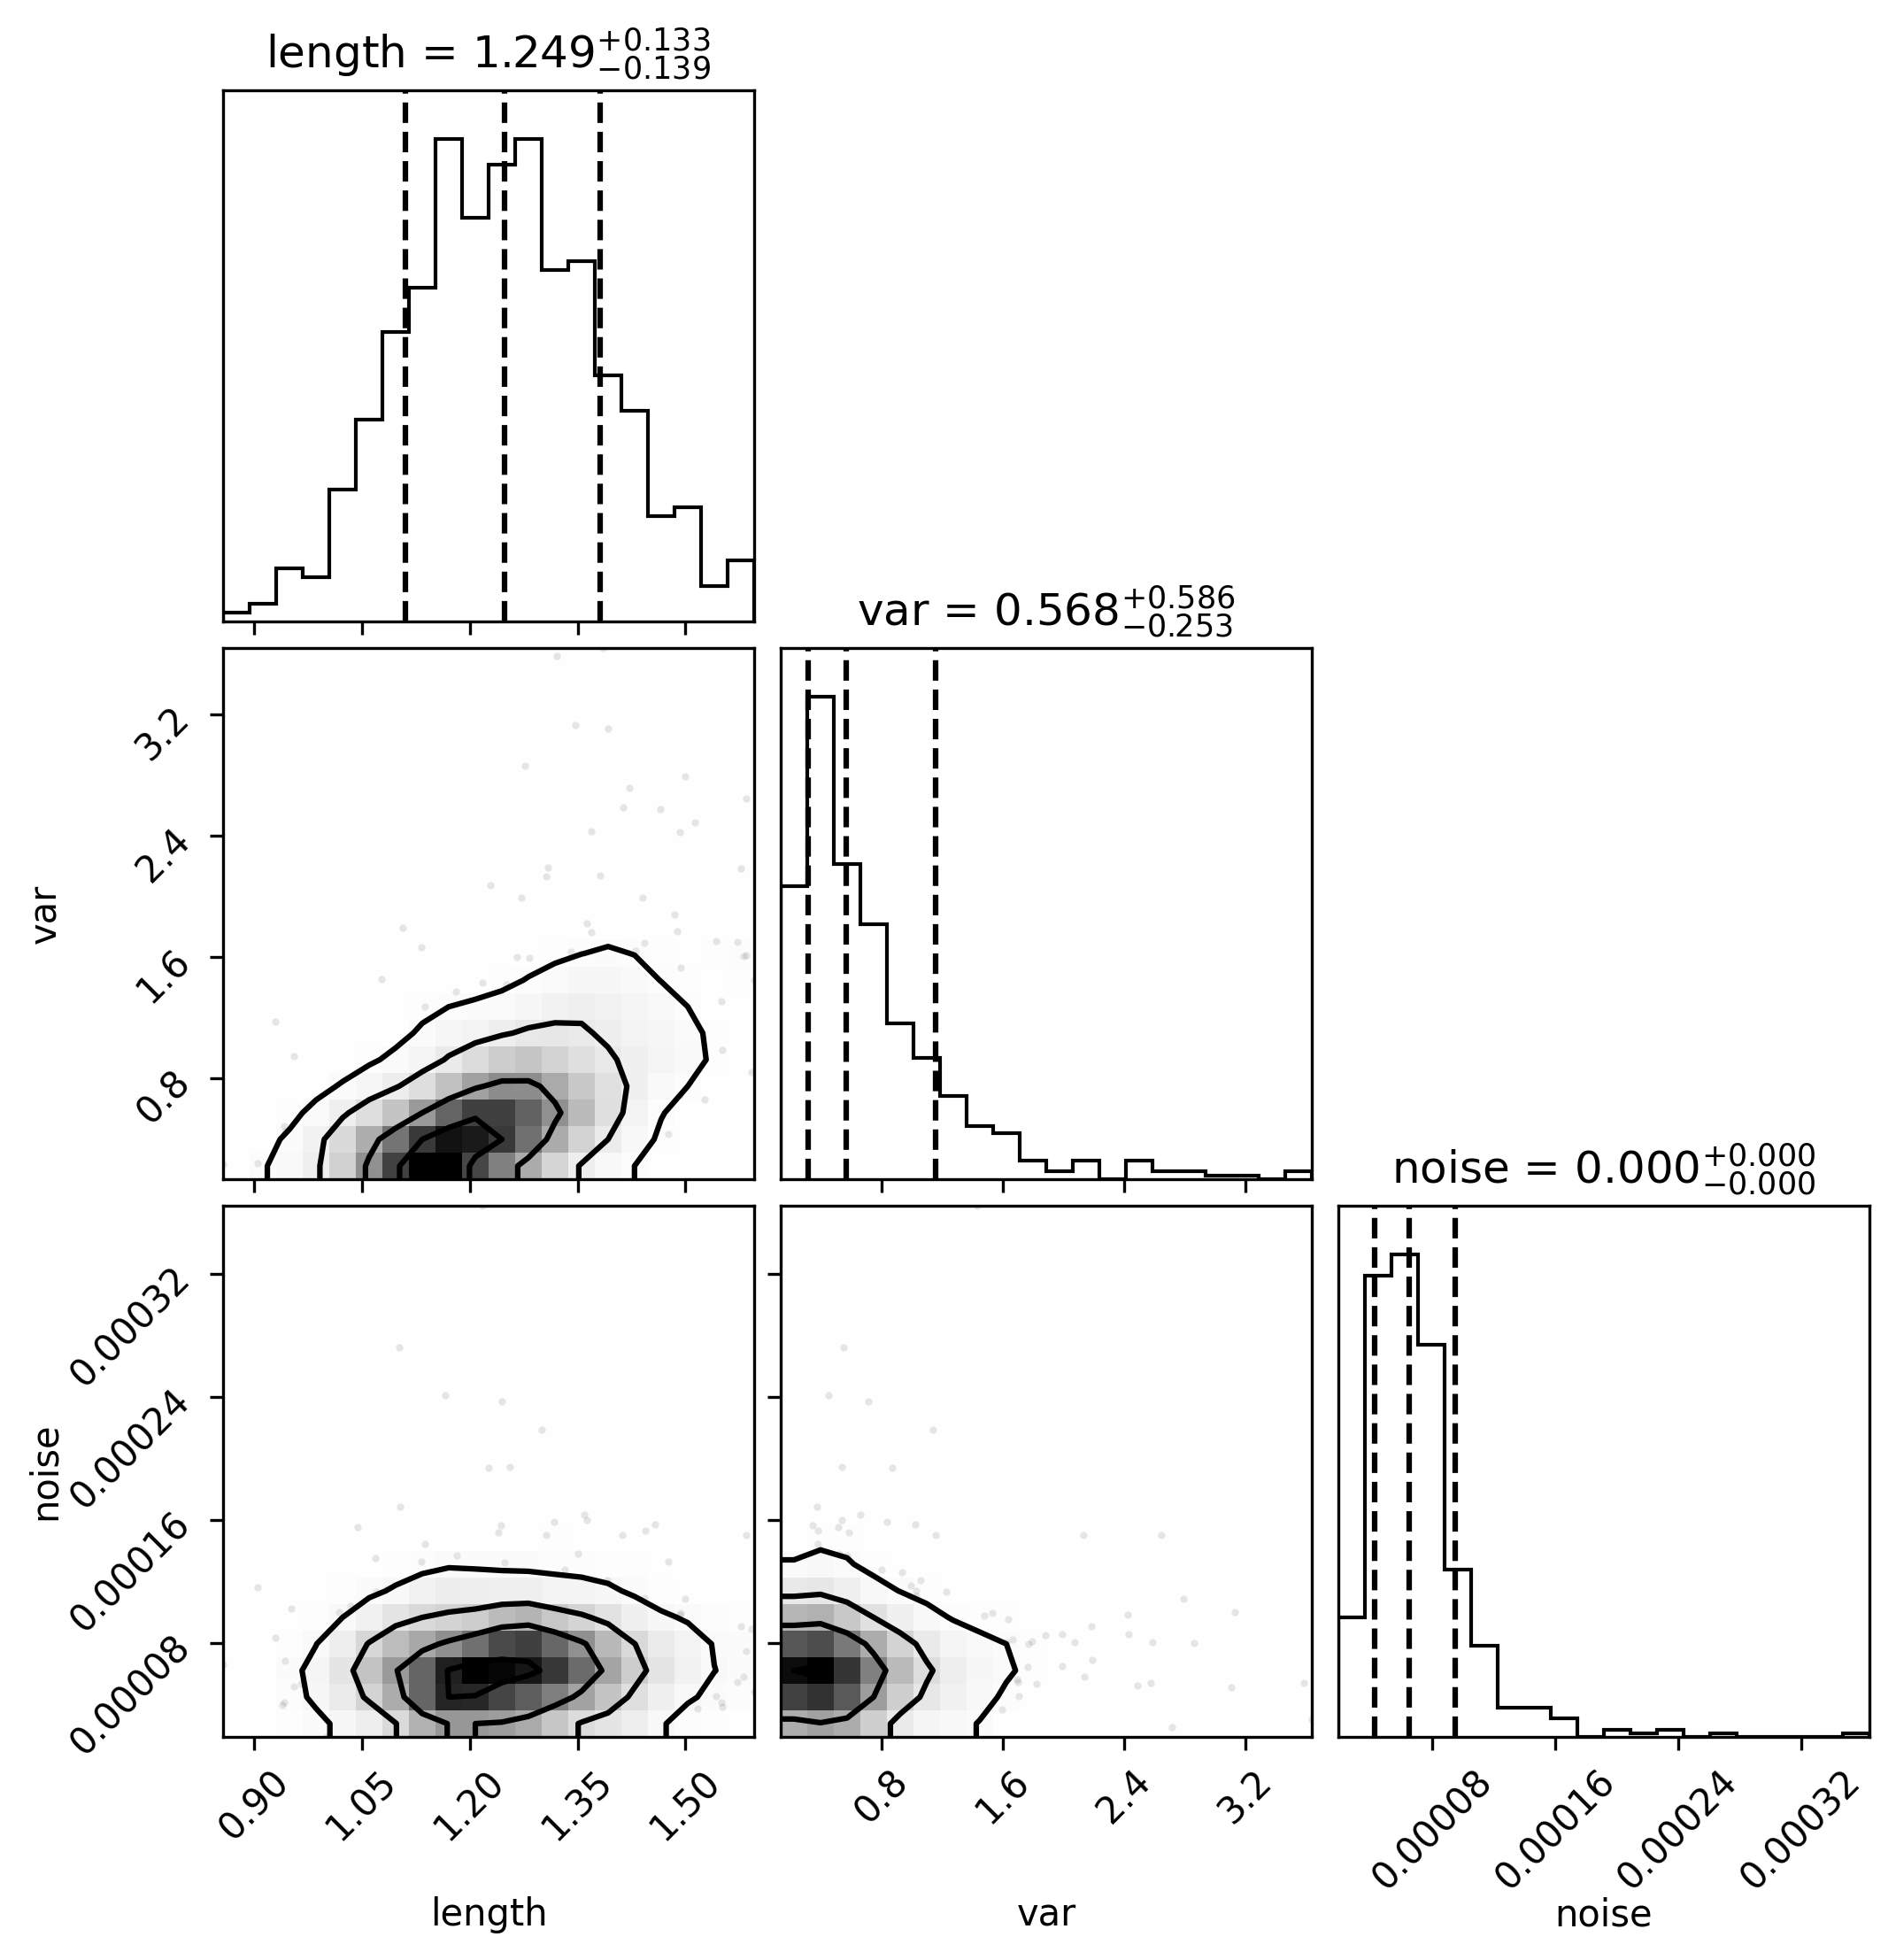 length = 1.249 +0.133 −0.139
var = 0.568 +0.586 −0.253
3.2
2.4
1.6
0.8
var
noise = 0.000 +0.000 −0.000
0.00032
0.00024
0.00016
0.00008
noise
0.90 1.05 1.20 1.35 1.50
0.8 1.6 2.4 3.2
0.00008 0.00016 0.00024 0.00032
length
var
noise